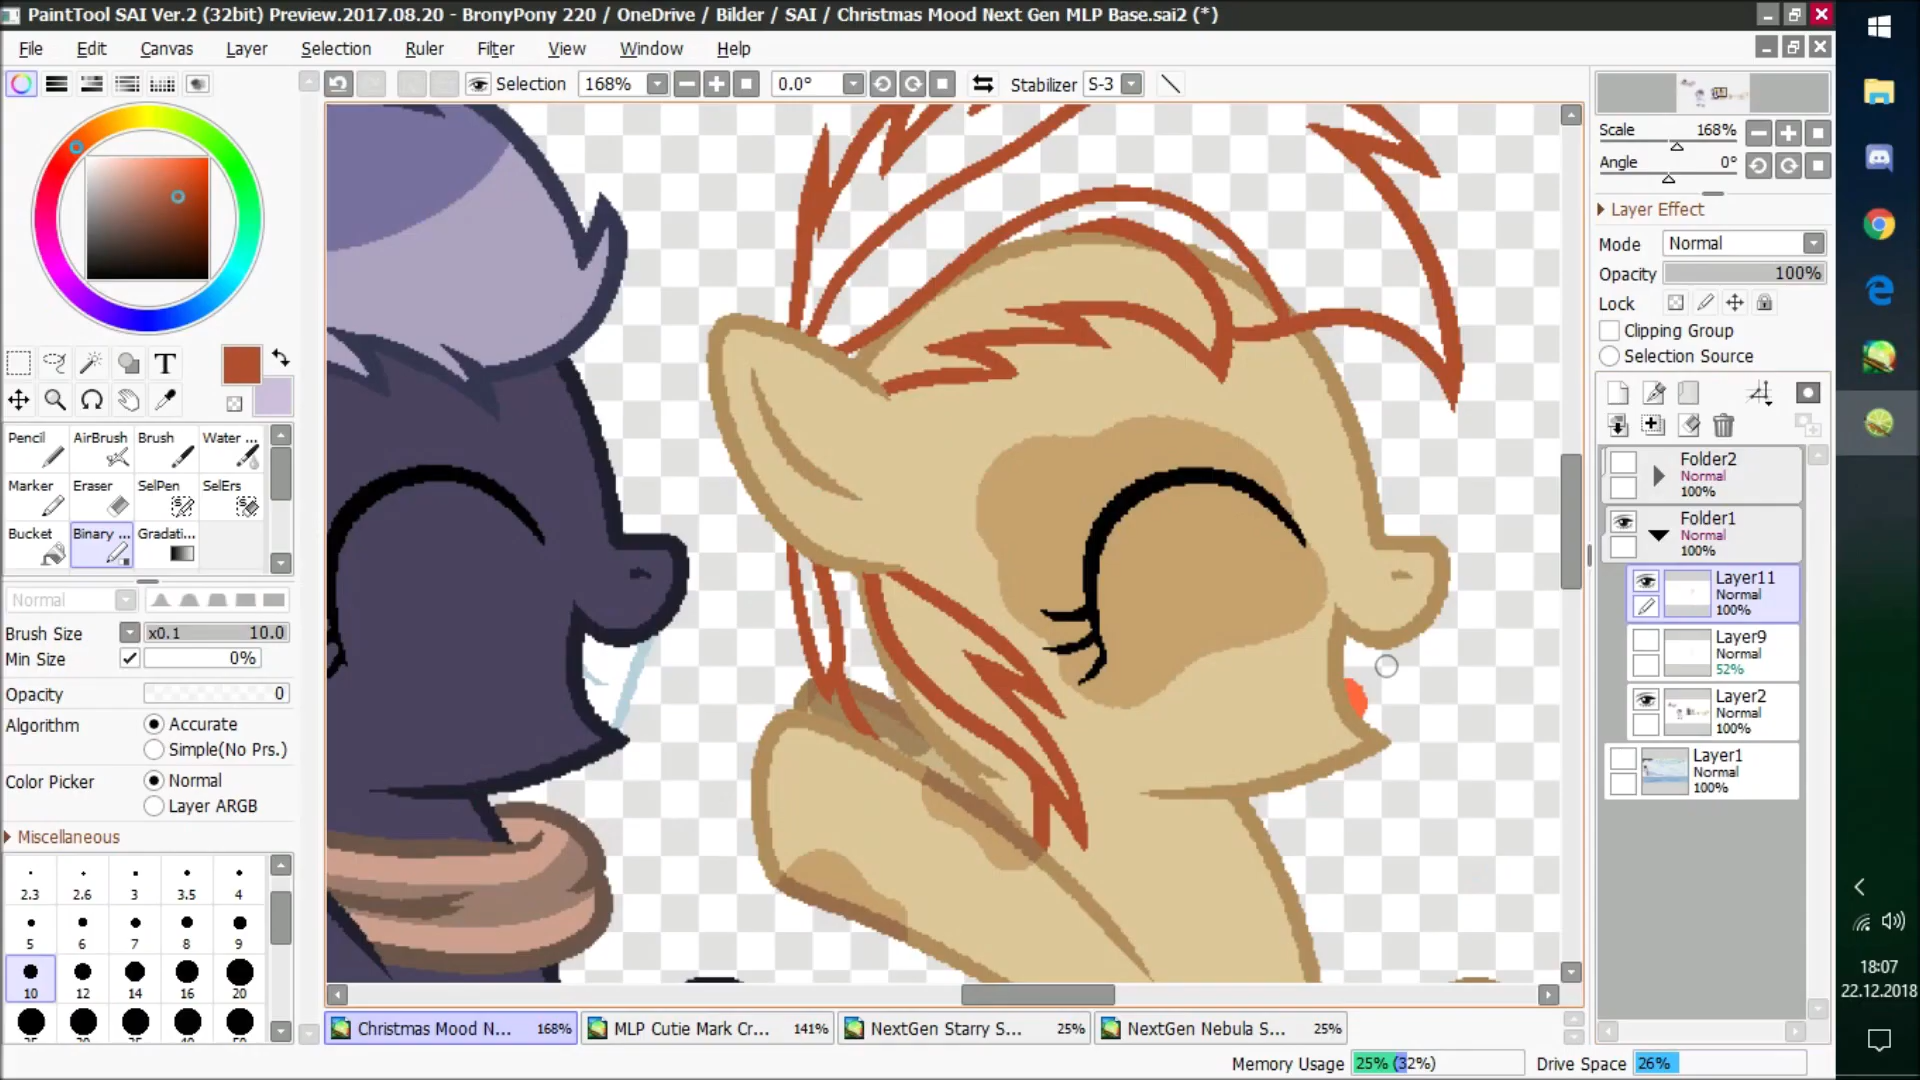 PaintTool SAI Ver.2 (32bit) Preview.2017.08.20 - BronyPony 220 / OneDrive / Bilder / SAI / Christmas Mood Next Gen MLP Base.sai2 (*)
File Edit Canvas Layer Selection Ruler Filter View Window Help
Selection 168% 0.0° Stabilizer S-3
Scale 168%
Angle 0°
Layer Effect
Mode Normal
Opacity 100%
Lock
Clipping Group
Selection Source
T
Pencil AirBrush Brush Water ...
Marker Eraser SelPen SelErs
Bucket Binary ... Gradati...
Normal
Brush Size x0.1 10.0
Min Size 0%
Opacity 0
Algorithm Accurate
Simple(No Prs.)
Color Picker Normal
Layer ARGB
Miscellaneous
2.3 2.6 3 3.5 4
5 6 7 8 9
10 12 14 16 20
Folder2
Normal
100%
Folder1
Normal
100%
Layer11
Normal
100%
Layer9
Normal
52%
Layer2
Normal
100%
Layer1
Normal
100%
18:07
22.12.2018
Christmas Mood N... 168% MLP Cutie Mark Cr... 141% NextGen Starry S... 25% NextGen Nebula S... 25%
Memory Usage 25% (32%) Drive Space 26%